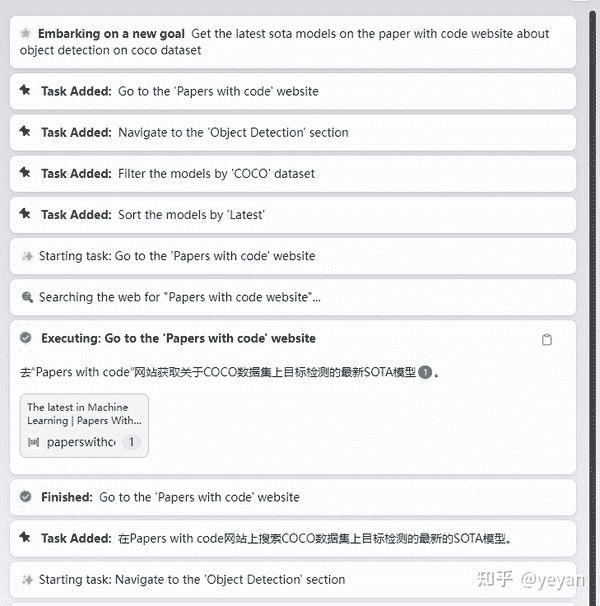 Embarking on a new goal Get the latest sota models on the paper with code website about
object detection on coco dataset
Task Added: Go to the 'Papers with code' website
Task Added: Navigate to the 'Object Detection' section
Task Added: Filter the models by 'COCO' dataset
Task Added: Sort the models by 'Latest'
Starting task: Go to the 'Papers with code' website
Searching the web for "Papers with code website"...
Executing: Go to the 'Papers with code' website
去"Papers with code"网站获取关于COCO数据集上目标检测的最新SOTA模型 1 。
The latest in Machine
Learning | Papers With...
paperswithc 1
Finished: Go to the 'Papers with code' website
Task Added: 在Papers with code网站上搜索COCO数据集上目标检测的最新的SOTA模型。
Starting task: Navigate to the 'Object Detection' section
知乎 @yeyan